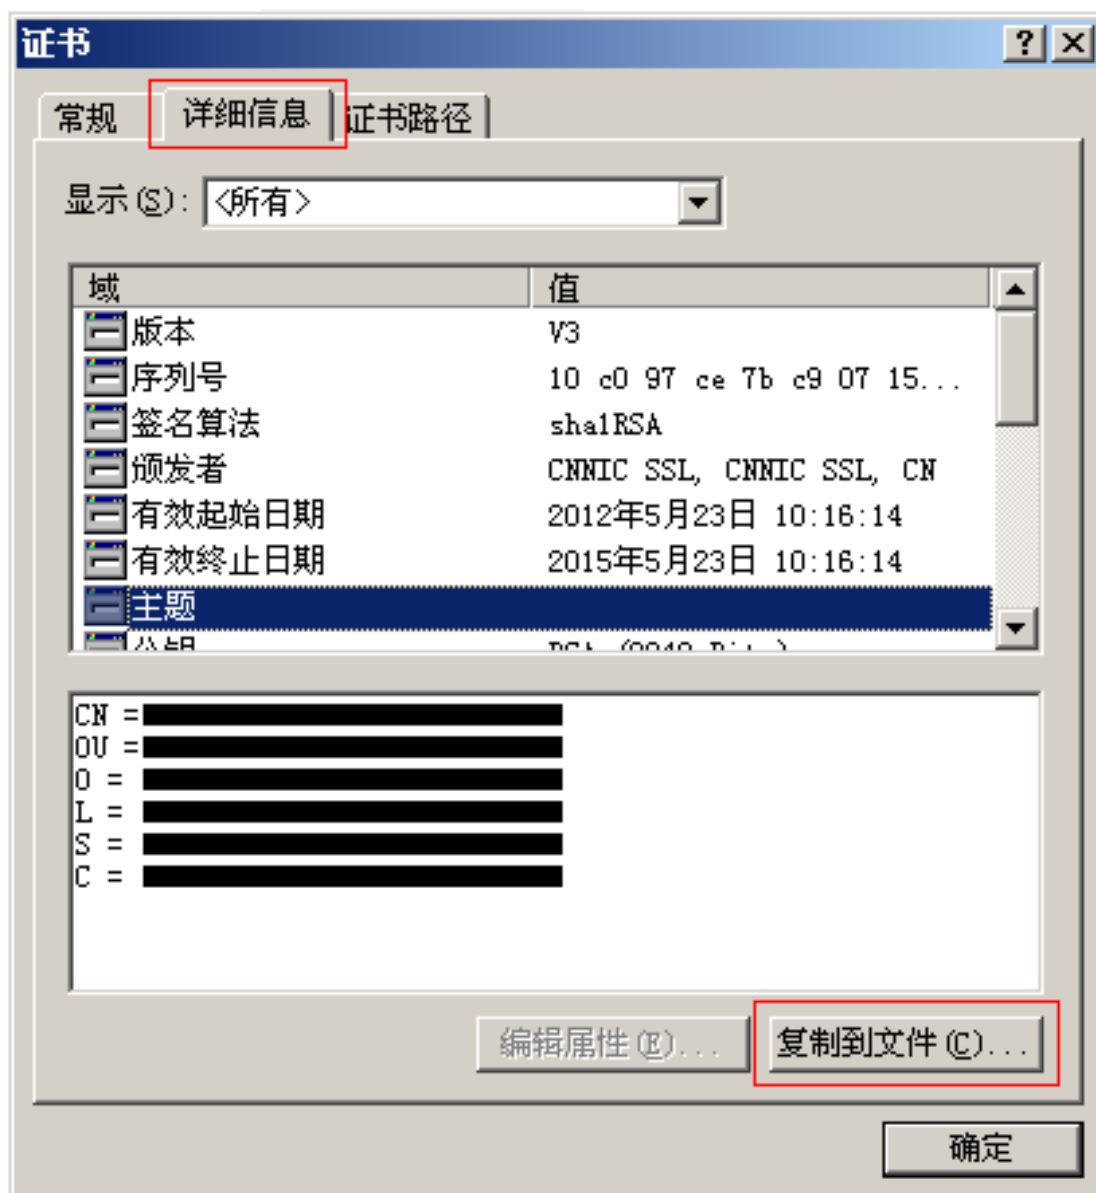 证书
常规 详细信息 证书路径
显示(S): <所有>
域 值
版本 V3
序列号 10 c0 97 ce 7b c9 07 15...
签名算法 sha1RSA
颁发者 CNNIC SSL, CNNIC SSL, CN
有效起始日期 2012年5月23日 10:16:14
有效终止日期 2015年5月23日 10:16:14
主题
CN =
OU =
O =
L =
S =
C =
编辑属性(E)... 复制到文件(C)...
确定